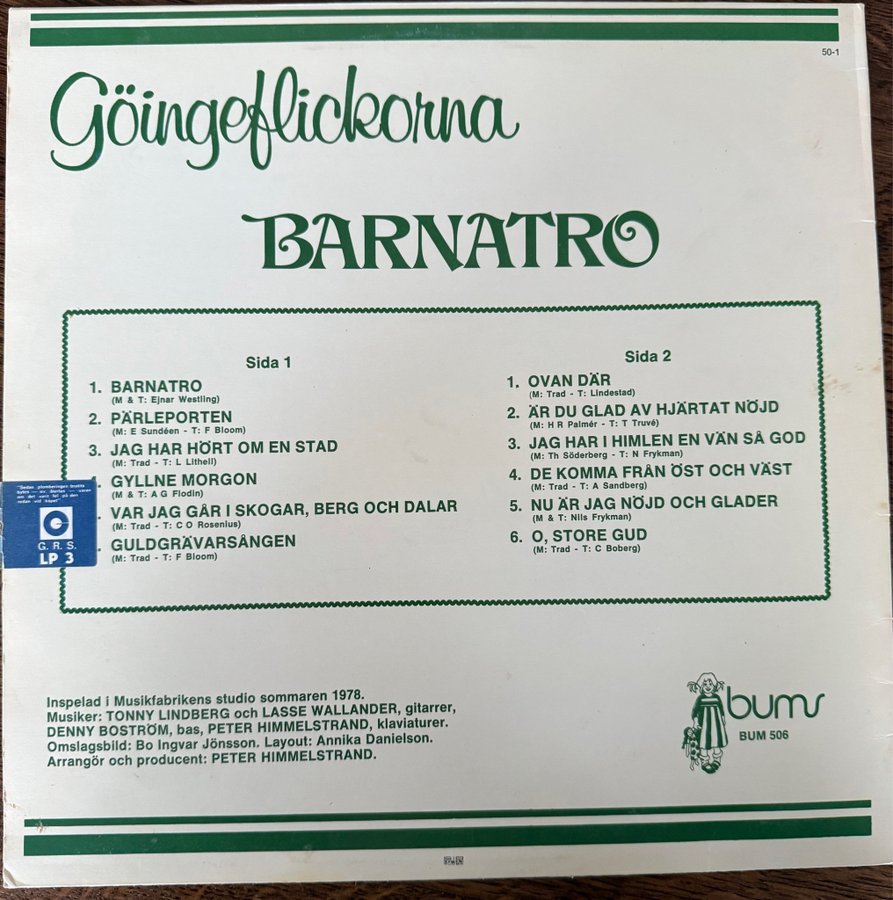 50-1
Göingeflickorna
BARNATRO
Sida 1
1. BARNATRO
(M & T: Ejnar Westling)
2. PÄRLEPORTEN
(M: E Sundéen - T: F Bloom)
3. JAG HAR HÖRT OM EN STAD
(M: Trad - T: L Lithell)
GYLLNE MORGON
(M & T: A G Flodin)
VAR JAG GÅR I SKOGAR, BERG OCH DALAR
(M: Trad - T: C O Rosenius)
GULDGRÄVARSÅNGEN
(M: Trad - T: F Bloom)
Sida 2
1. OVAN DÄR
(M: Trad - T: Lindestad)
2. ÄR DU GLAD AV HJÄRTAT NÖJD
(M: H R Palmér - T: T Truvé)
3. JAG HAR I HIMLEN EN VÄN SÅ GOD
(M: Th Söderberg - T: N Frykman)
4. DE KOMMA FRÅN ÖST OCH VÄST
(M: Trad - T: A Sandberg)
5. NU ÄR JAG NÖJD OCH GLADER
(M & T: Nils Frykman)
6. O, STORE GUD
(M: Trad - T: C Boberg)
G. R. S.
LP 3
Inspelad i Musikfabrikens studio sommaren 1978.
Musiker: TONNY LINDBERG och LASSE WALLANDER, gitarrer,
DENNY BOSTRÖM, bas, PETER HIMMELSTRAND, klaviaturer.
Omslagsbild: Bo Ingvar Jönsson. Layout: Annika Danielson.
Arrangör och producent: PETER HIMMELSTRAND.
bums
BUM 506